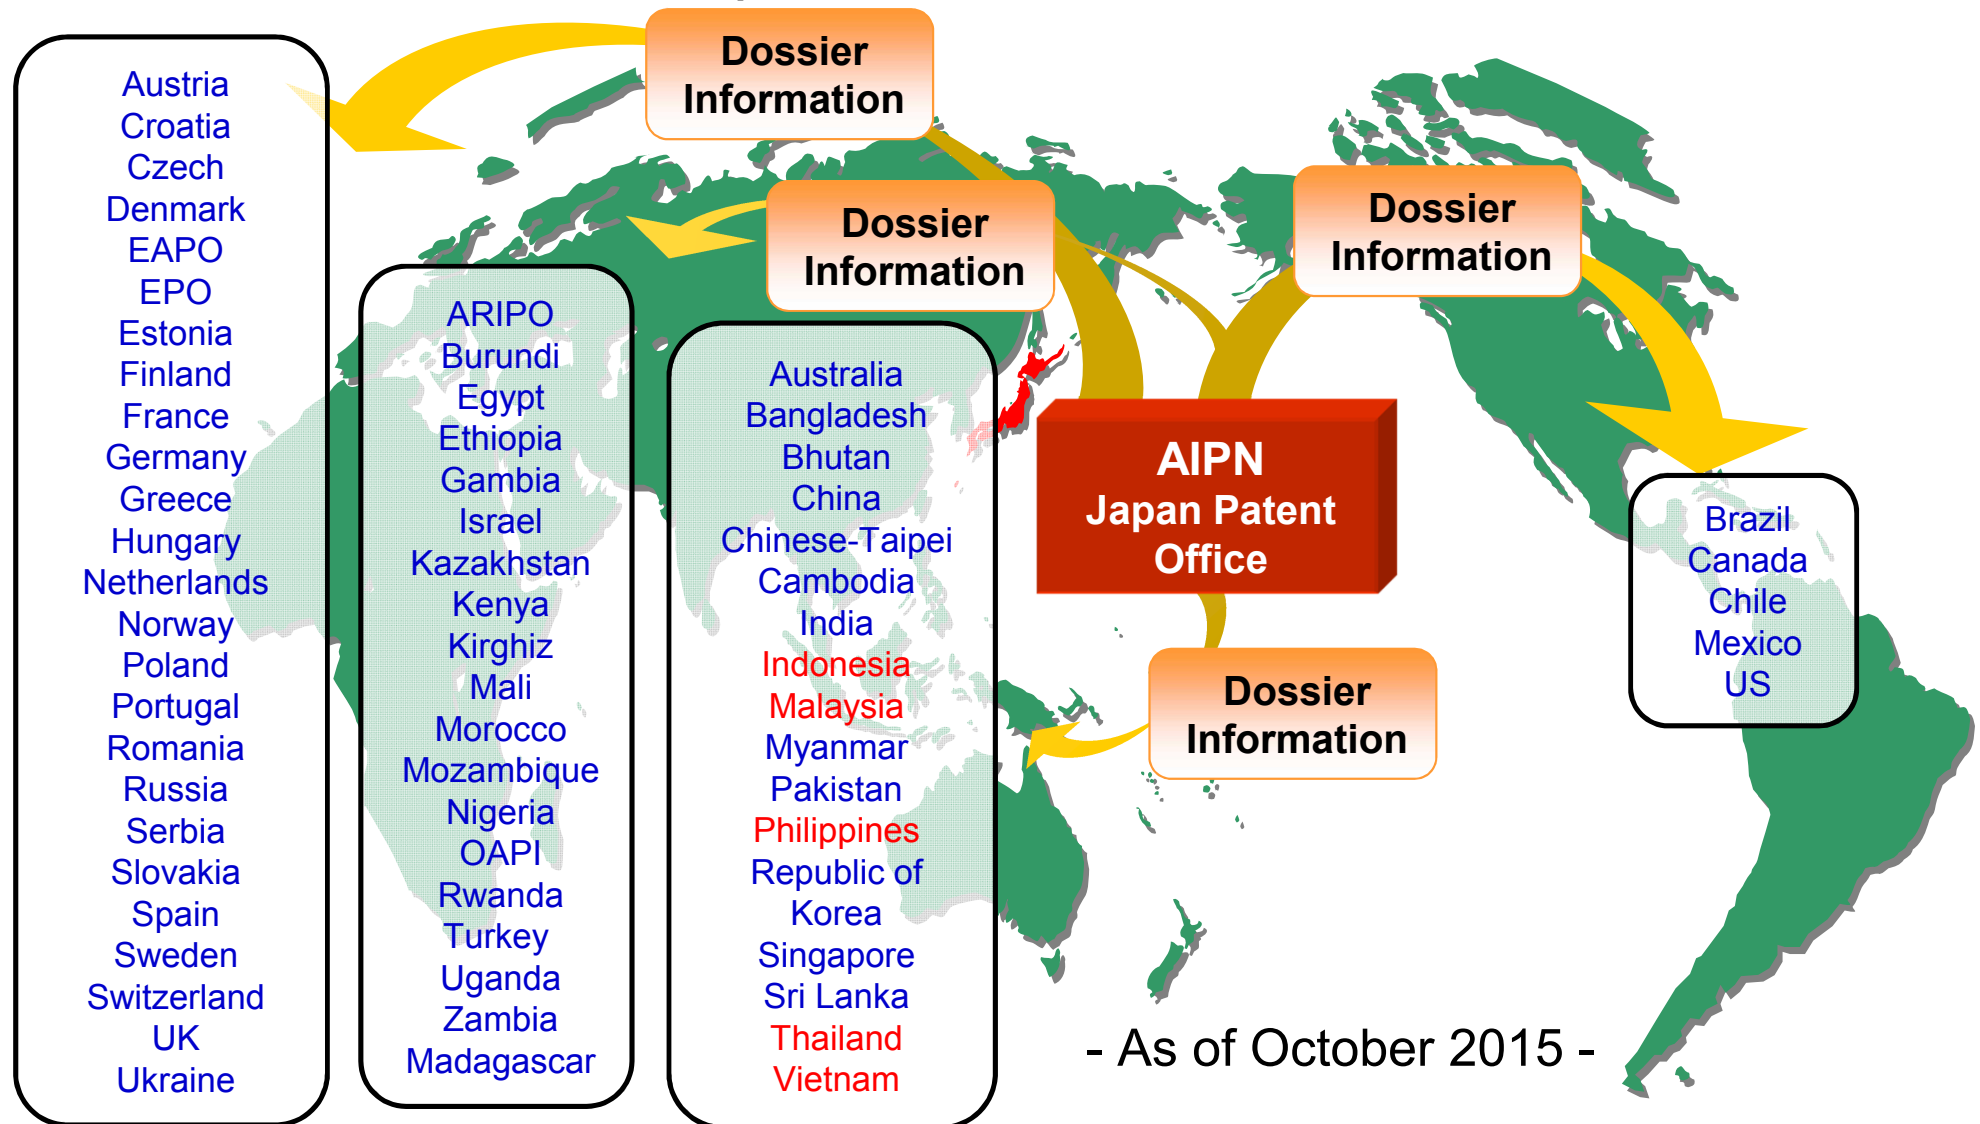 Dossier
Information
Austria
Croatia
Czech
Denmark
EAPO
EPO
Estonia
Finland
France
Germany
Greece
Hungary
Netherlands
Norway
Poland
Portugal
Romania
Russia
Serbia
Slovakia
Spain
Sweden
Switzerland
UK
Ukraine
Dossier
Information
ARIPO
Burundi
Egypt
Ethiopia
Gambia
Israel
Kazakhstan
Kenya
Kirghiz
Mali
Morocco
Mozambique
Nigeria
OAPI
Rwanda
Turkey
Uganda
Zambia
Madagascar
Australia
Bangladesh
Bhutan
China
Chinese-Taipei
Cambodia
India
Indonesia
Malaysia
Myanmar
Pakistan
Philippines
Republic of
Korea
Singapore
Sri Lanka
Thailand
Vietnam
AIPN
Japan Patent
Office
Dossier
Information
Dossier
Information
Brazil
Canada
Chile
Mexico
US
- As of October 2015 -